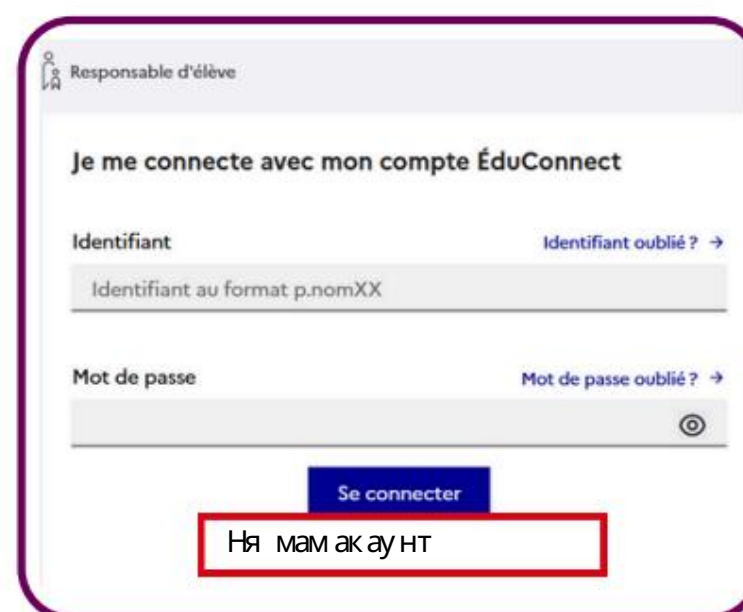 Responsable d'élève
Je me connecte avec mon compte ÉduConnect
Identifiant
Identifiant oublié ? →
Identifiant au format p.nomXX
Mot de passe
Mot de passe oublié ? →
Se connecter
Ня мам акаунт